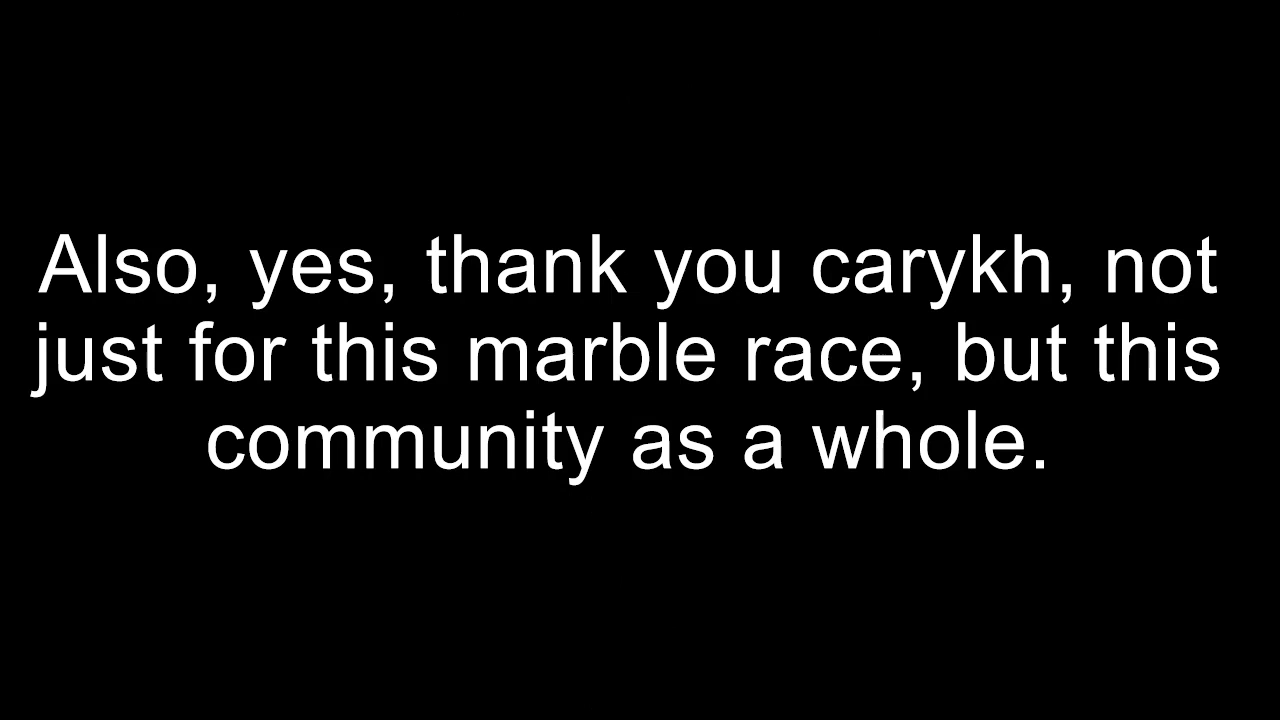 Also, yes, thank you carykh, not
just for this marble race, but this
community as a whole.